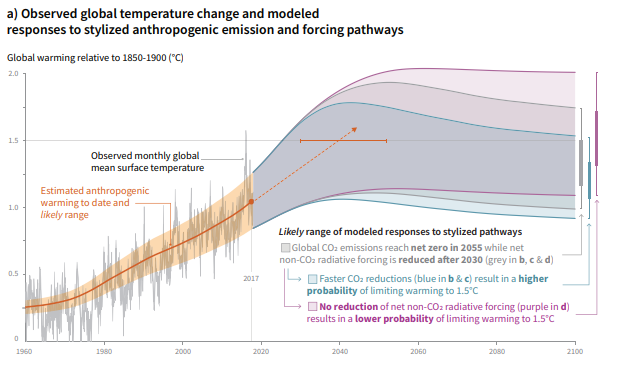 a) Observed global temperature change and modeled
responses to stylized anthropogenic emission and forcing pathways
Global warming relative to 1850-1900 (°C)
2.0
1.5
Observed monthly global
mean surface temperature
Estimated anthropogenic
warming to date and
likely range
1.0
Likely range of modeled responses to stylized pathways
Global CO₂ emissions reach net zero in 2055 while net
non-CO₂ radiative forcing is reduced after 2030 (grey in b, c & d)
0.5
2017
Faster CO₂ reductions (blue in b & c) result in a higher
probability of limiting warming to 1.5°C
No reduction of net non-CO₂ radiative forcing (purple in d)
results in a lower probability of limiting warming to 1.5°C
0
1960
1980
2000
2020
2040
2060
2080
2100